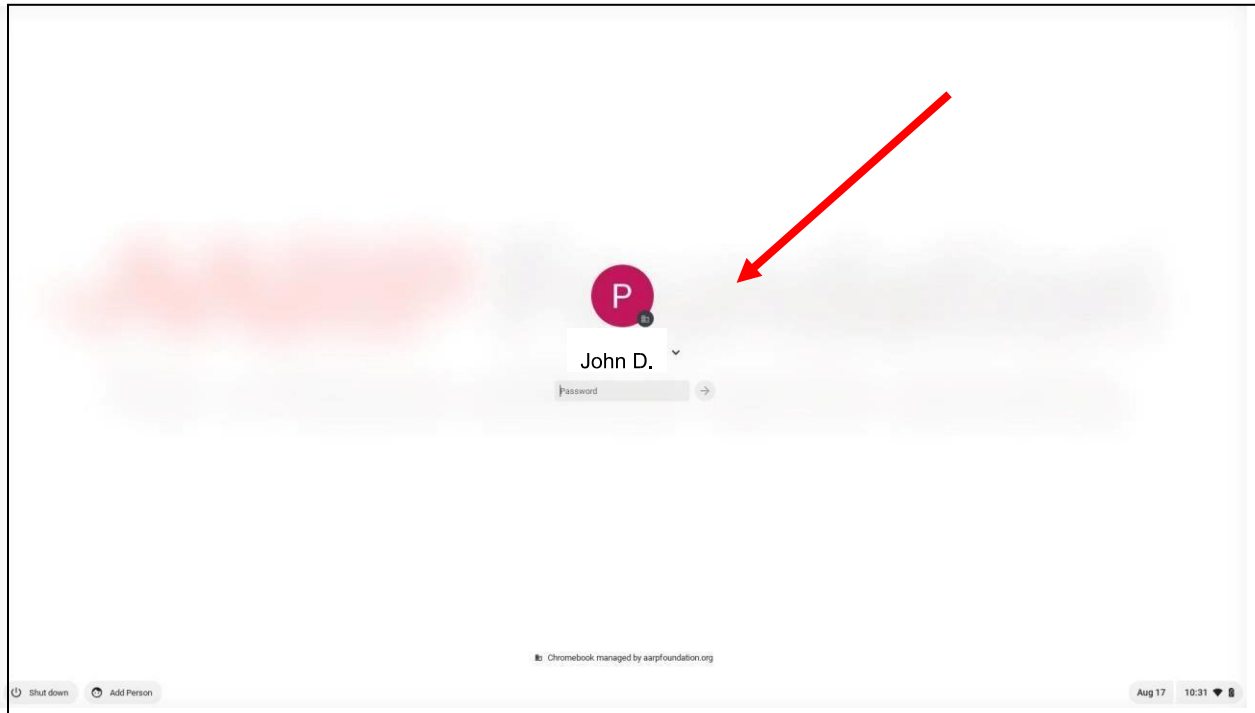 P
John D.
Password
Chromebook managed by aarpfoundation.org
Shut down
Add Person
Aug 17
10:31